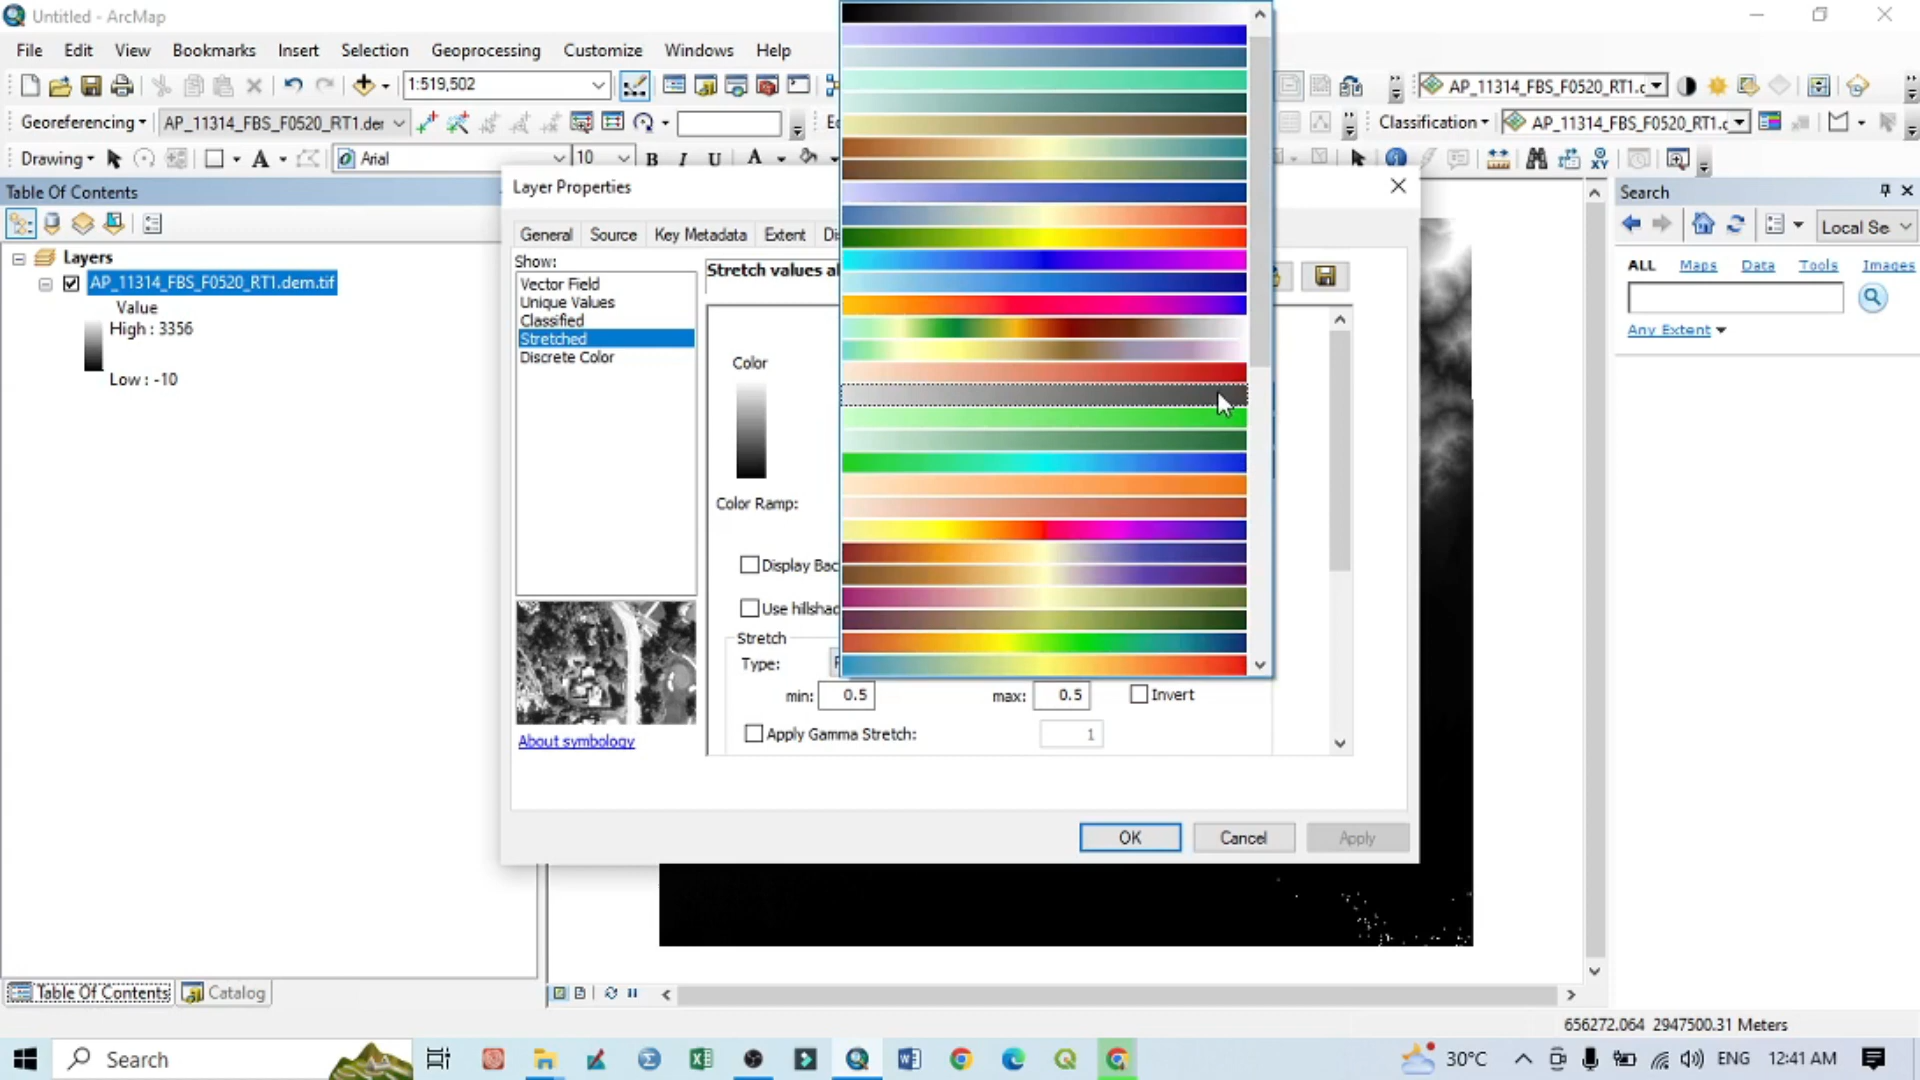 Untitled - ArcMap
File Edit View Bookmarks Insert Selection Geoprocessing Customize Windows Help
1:519,502
AP_11314_FBS_F0520_RT1.c
Georeferencing AP_11314_FBS_F0520_RT1.der
Classification AP_11314_FBS_F0520_RT1.c
Drawing A Arial 10 B I U A
Table Of Contents
Layers
AP_11314_FBS_F0520_RT1.dem.tif
Value
High : 3356
Low : -10
Layer Properties
General Source Key Metadata Extent
Show:
Vector Field
Unique Values
Classified
Stretched
Discrete Color
About symbology
Stretch values
Color
Color Ramp:
Display Bac
Use hillshad
Stretch
Type:
min: 0.5 max: 0.5 Invert
Apply Gamma Stretch: 1
OK Cancel Apply
Search
Local Se
ALL Maps Data Tools Images
Any Extent
Table Of Contents Catalog
656272.064 2947500.31 Meters
Search
30°C ENG 12:41 AM